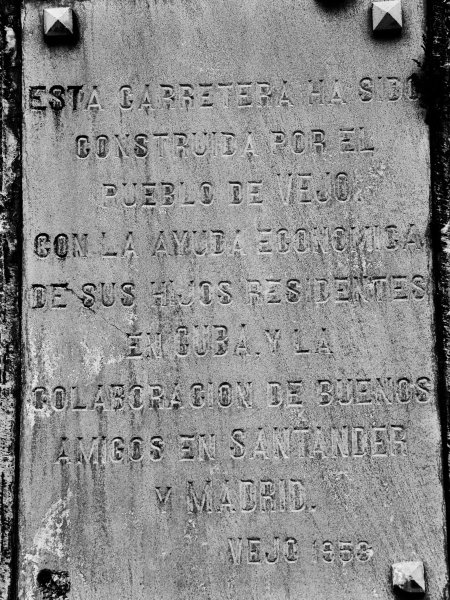 ESTA CARRETERA HA SIDO
CONSTRUIDA POR EL
PUEBLO DE VEJO.
CON LA AYUDA ECONOMICA
DE SUS HIJOS RESIDENTES
EN CUBA. Y LA
COLABORACION DE BUENOS
AMIGOS EN SANTANDER
Y MADRID.
VEJO 1958